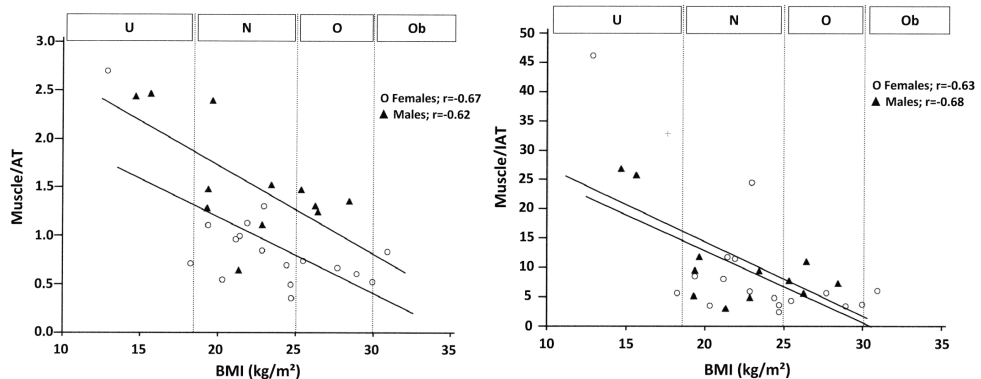 U N O Ob
3.0
2.5
2.0
1.5
1.0
0.5
0.0
Muscle/AT
O Females; r=-0.67
▲ Males; r=-0.62
10 15 20 25 30 35
BMI (kg/m²)
U N O Ob
50
45
40
35
30
25
20
15
10
5
0
Muscle/IAT
O Females; r=-0.63
▲ Males; r=-0.68
10 15 20 25 30 35
BMI (kg/m²)